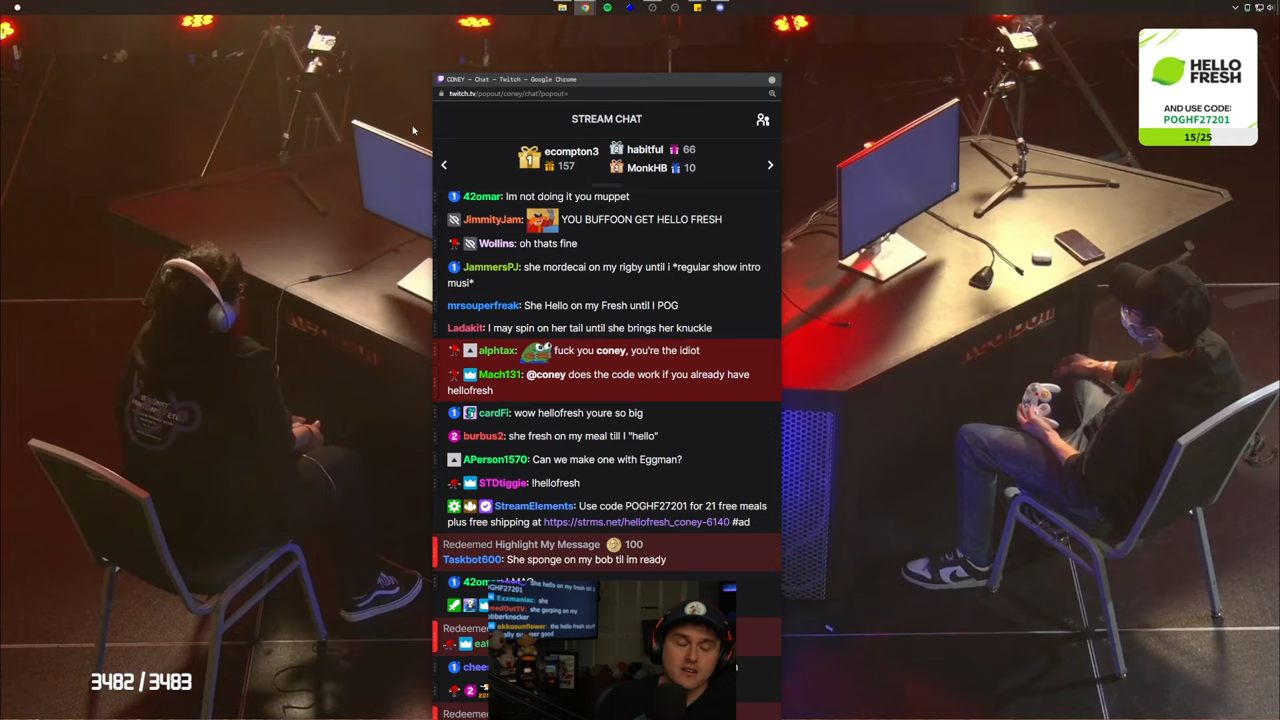 CONEY – Chat – Twitch – Google Chrome
twitch.tv/popout/coney/chat?popout=
STREAM CHAT
ecompton3
157
habitful 66
MonkHB 10
42omar: Im not doing it you muppet
JimmityJam: YOU BUFFOON GET HELLO FRESH
Wollins: oh thats fine
JammersPJ: she mordecai on my rigby until i *regular show intro
musi*
mrsouperfreak: She Hello on my Fresh until I POG
Ladakit: I may spin on her tail until she brings her knuckle
alphtax: fuck you coney, you're the idiot
Mach131: @coney does the code work if you already have
hellofresh
cardFi: wow hellofresh youre so big
burbus2: she fresh on my meal till I "hello"
APerson1570: Can we make one with Eggman?
STDtiggie: !hellofresh
StreamElements: Use code POGHF27201 for 21 free meals
plus free shipping at https://strms.net/hellofresh_coney-6140 #ad
Redeemed Highlight My Message 100
Taskbot600: She sponge on my bob til im ready
Exxmaniac: she
Redeemed
chees
Redeemed
HELLO
FRESH
AND USE CODE:
POGHF27201
15/25
3482 / 3483